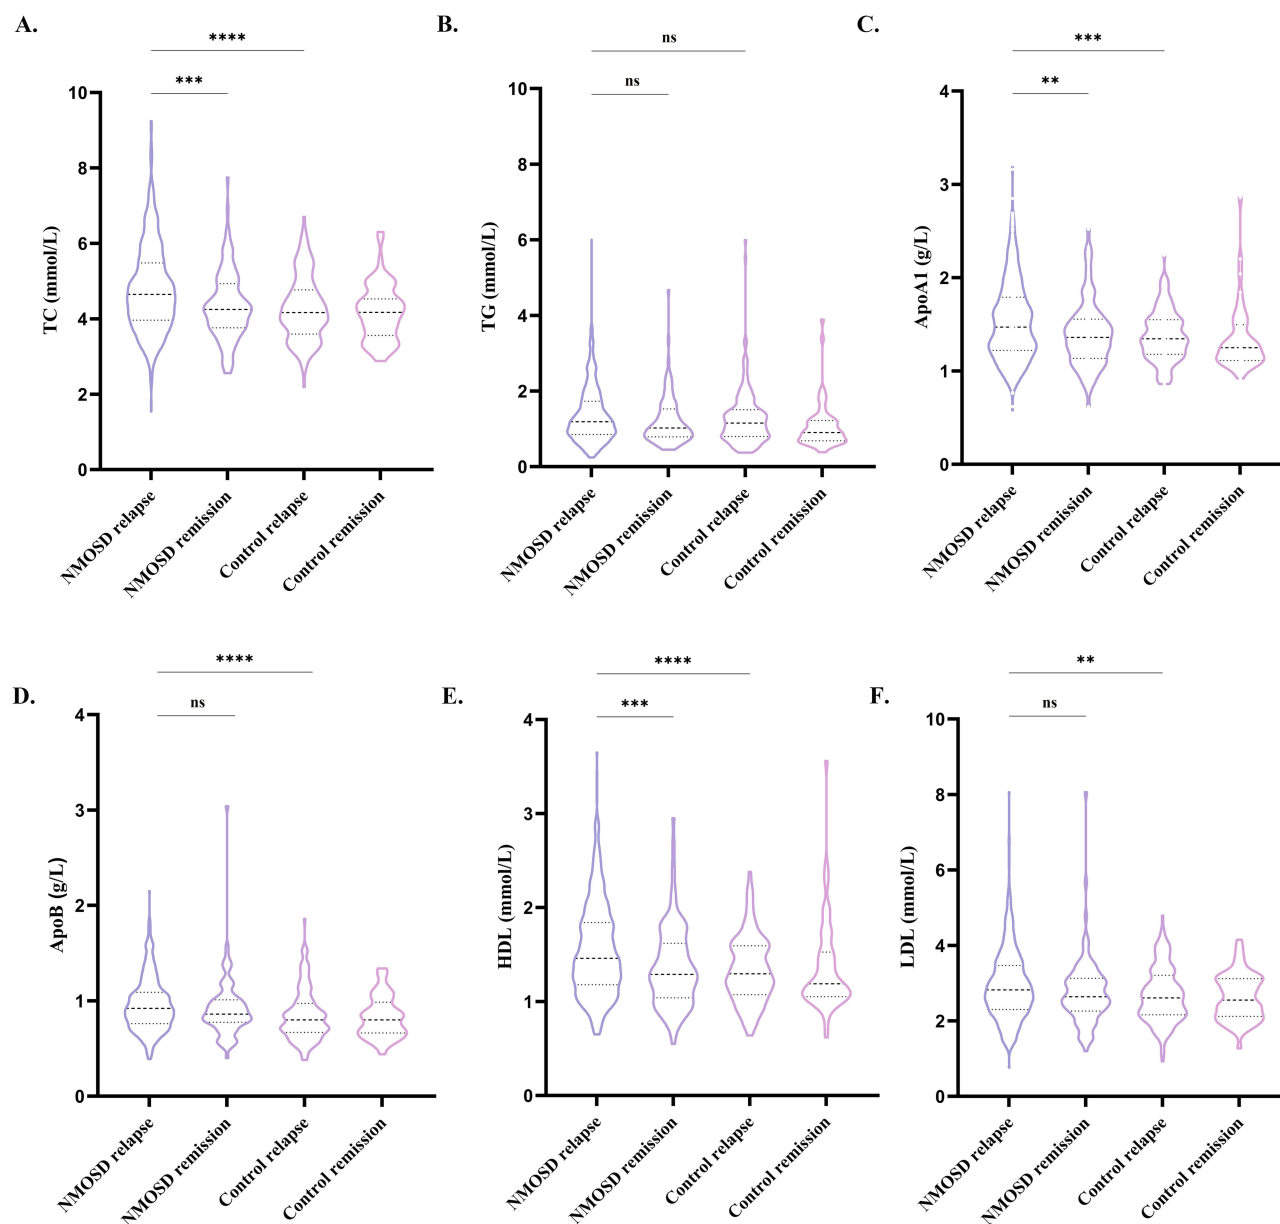 A.
****
***
TC (mmol/L)
10
8
6
4
2
0
NMOSD relapse
NMOSD remission
Control relapse
Control remission
B.
ns
ns
TG (mmol/L)
10
8
6
4
2
0
NMOSD relapse
NMOSD remission
Control relapse
Control remission
C.
***
**
ApoA1 (g/L)
4
3
2
1
0
NMOSD relapse
NMOSD remission
Control relapse
Control remission
D.
****
ns
ApoB (g/L)
4
3
2
1
0
NMOSD relapse
NMOSD remission
Control relapse
Control remission
E.
****
***
HDL (mmol/L)
4
3
2
1
0
NMOSD relapse
NMOSD remission
Control relapse
Control remission
F.
**
ns
LDL (mmol/L)
10
8
6
4
2
0
NMOSD relapse
NMOSD remission
Control relapse
Control remission